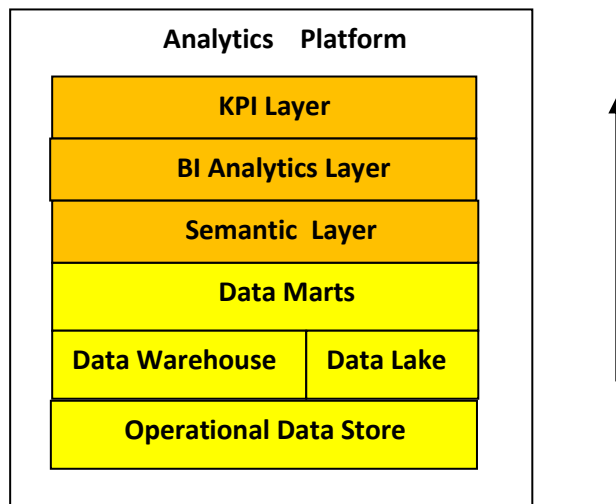 Analytics Platform
KPI Layer
BI Analytics Layer
Semantic Layer
Data Marts
Data Warehouse Data Lake
Operational Data Store